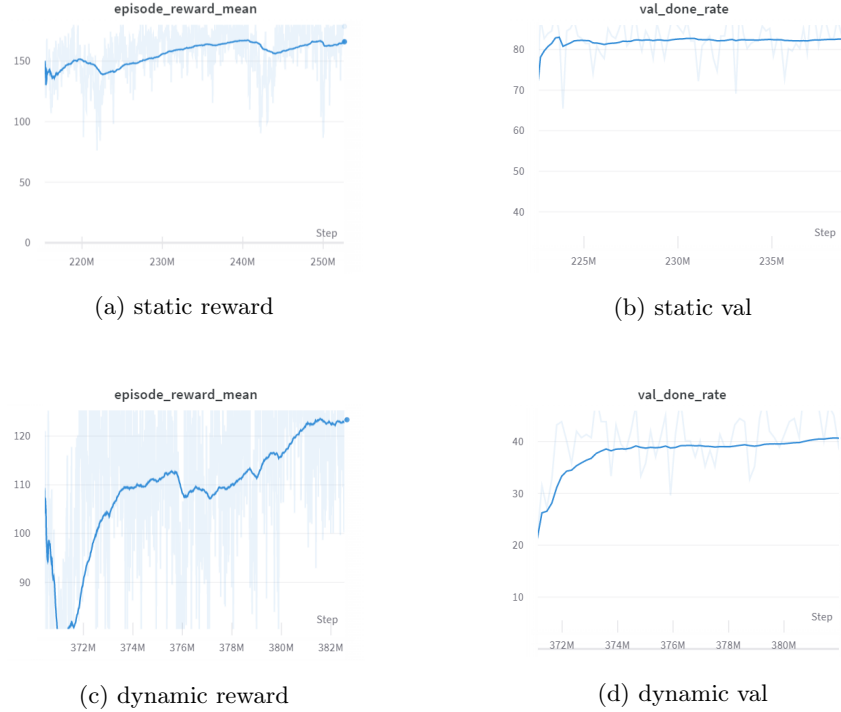 episode_reward_mean
150
100
50
0
Step
220M 230M 240M 250M
(a) static reward
val_done_rate
80
70
60
50
40
Step
225M 230M 235M
(b) static val
episode_reward_mean
120
110
100
90
Step
372M 374M 376M 378M 380M 382M
(c) dynamic reward
val_done_rate
40
30
20
10
Step
372M 374M 376M 378M 380M
(d) dynamic val